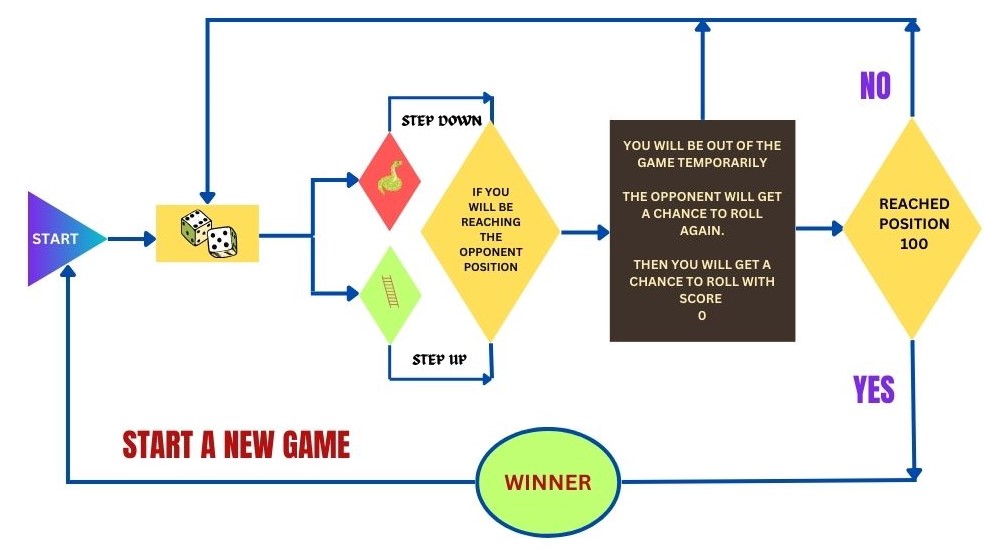 NO
STEP DOWN
YOU WILL BE OUT OF THE
GAME TEMPORARILY
THE OPPONENT WILL GET
A CHANCE TO ROLL
AGAIN.
THEN YOU WILL GET A
CHANCE TO ROLL WITH
SCORE
0
IF YOU
WILL BE
REACHING
THE
OPPONENT
POSITION
REACHED
POSITION
100
START
STEP UP
YES
START A NEW GAME
WINNER